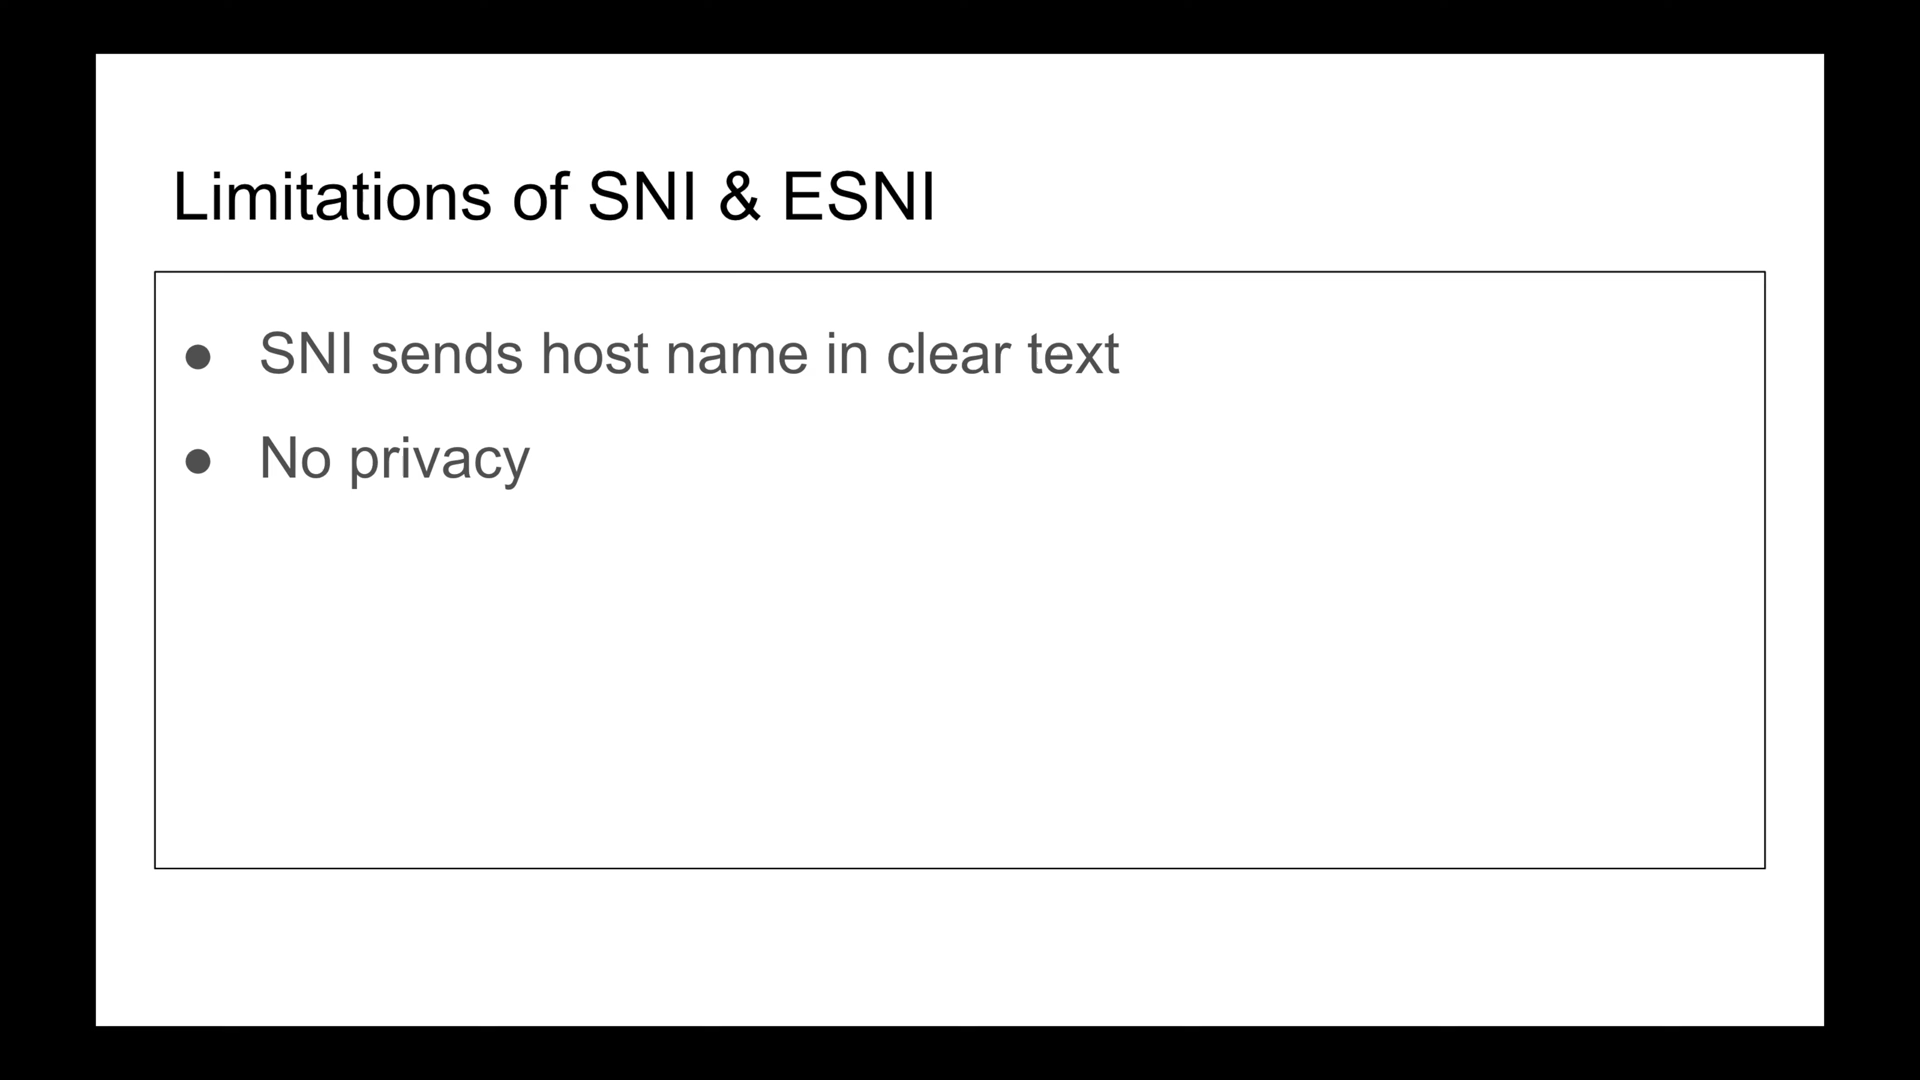 Limitations of SNI & ESNI
● SNI sends host name in clear text
● No privacy